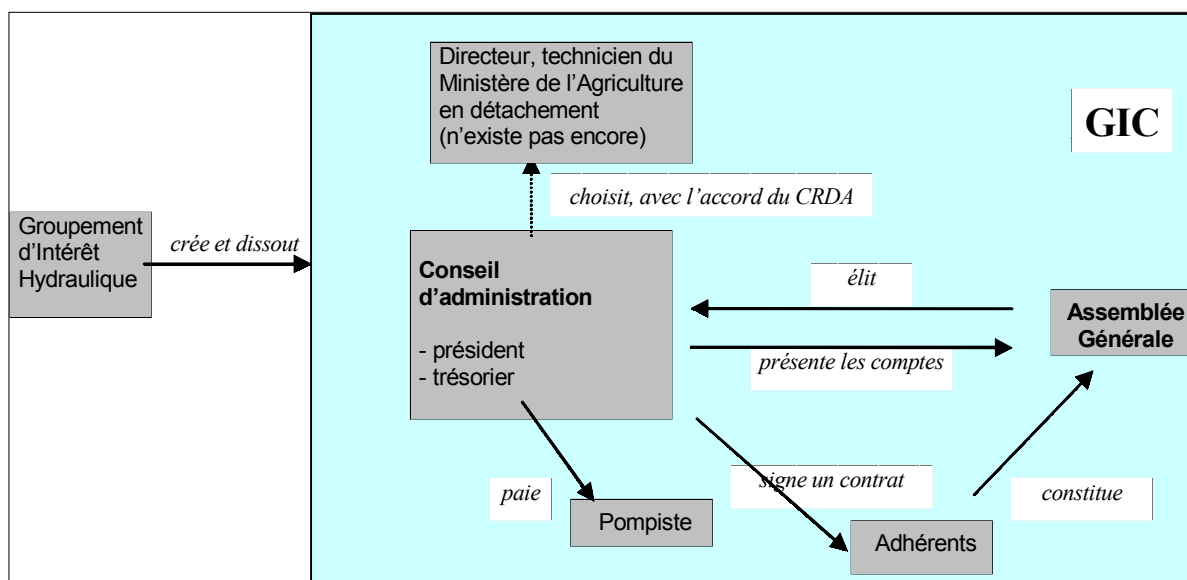 Directeur, technicien du
Ministère de l’Agriculture
en détachement
(n’existe pas encore)
GIC
choisit, avec l’accord du CRDA
Groupement
d’Intérêt
Hydraulique
crée et dissout
Conseil
d’administration
- président
- trésorier
élit
Assemblée
Générale
présente les comptes
paie
signe un contrat
constitue
Pompiste
Adhérents